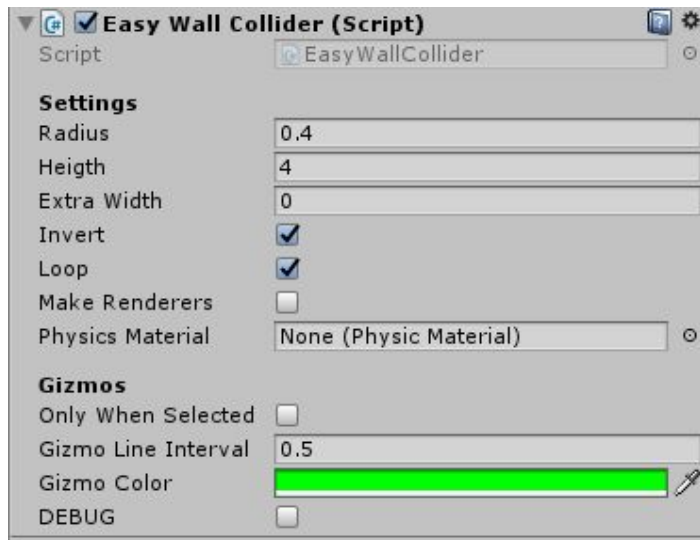 Easy Wall Collider (Script)
Script EasyWallCollider
Settings
Radius 0.4
Heigth 4
Extra Width 0
Invert
Loop
Make Renderers
Physics Material None (Physic Material)
Gizmos
Only When Selected
Gizmo Line Interval 0.5
Gizmo Color
DEBUG